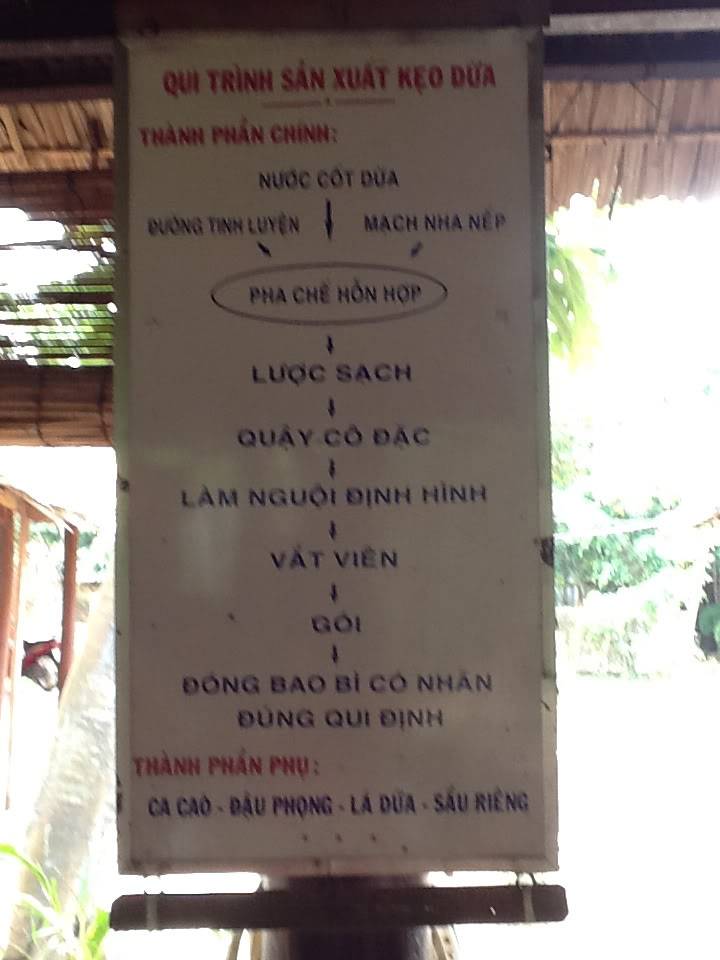 QUI TRÌNH SẢN XUẤT KẸO DỪA
THÀNH PHẦN CHÍNH:
NƯỚC CỐT DỪA
ĐƯỜNG TINH LUYỆN MẠCH NHA NẾP
PHA CHẾ HỖN HỢP
LƯỢC SẠCH
QUẬY CÔ ĐẶC
LÀM NGUỘI ĐỊNH HÌNH
VẮT VIÊN
GÓI
ĐÓNG BAO BÌ CÓ NHÃN
ĐÚNG QUI ĐỊNH
THÀNH PHẦN PHỤ:
CA CAO - ĐẬU PHỌNG - LÁ DỨA - SẦU RIÊNG